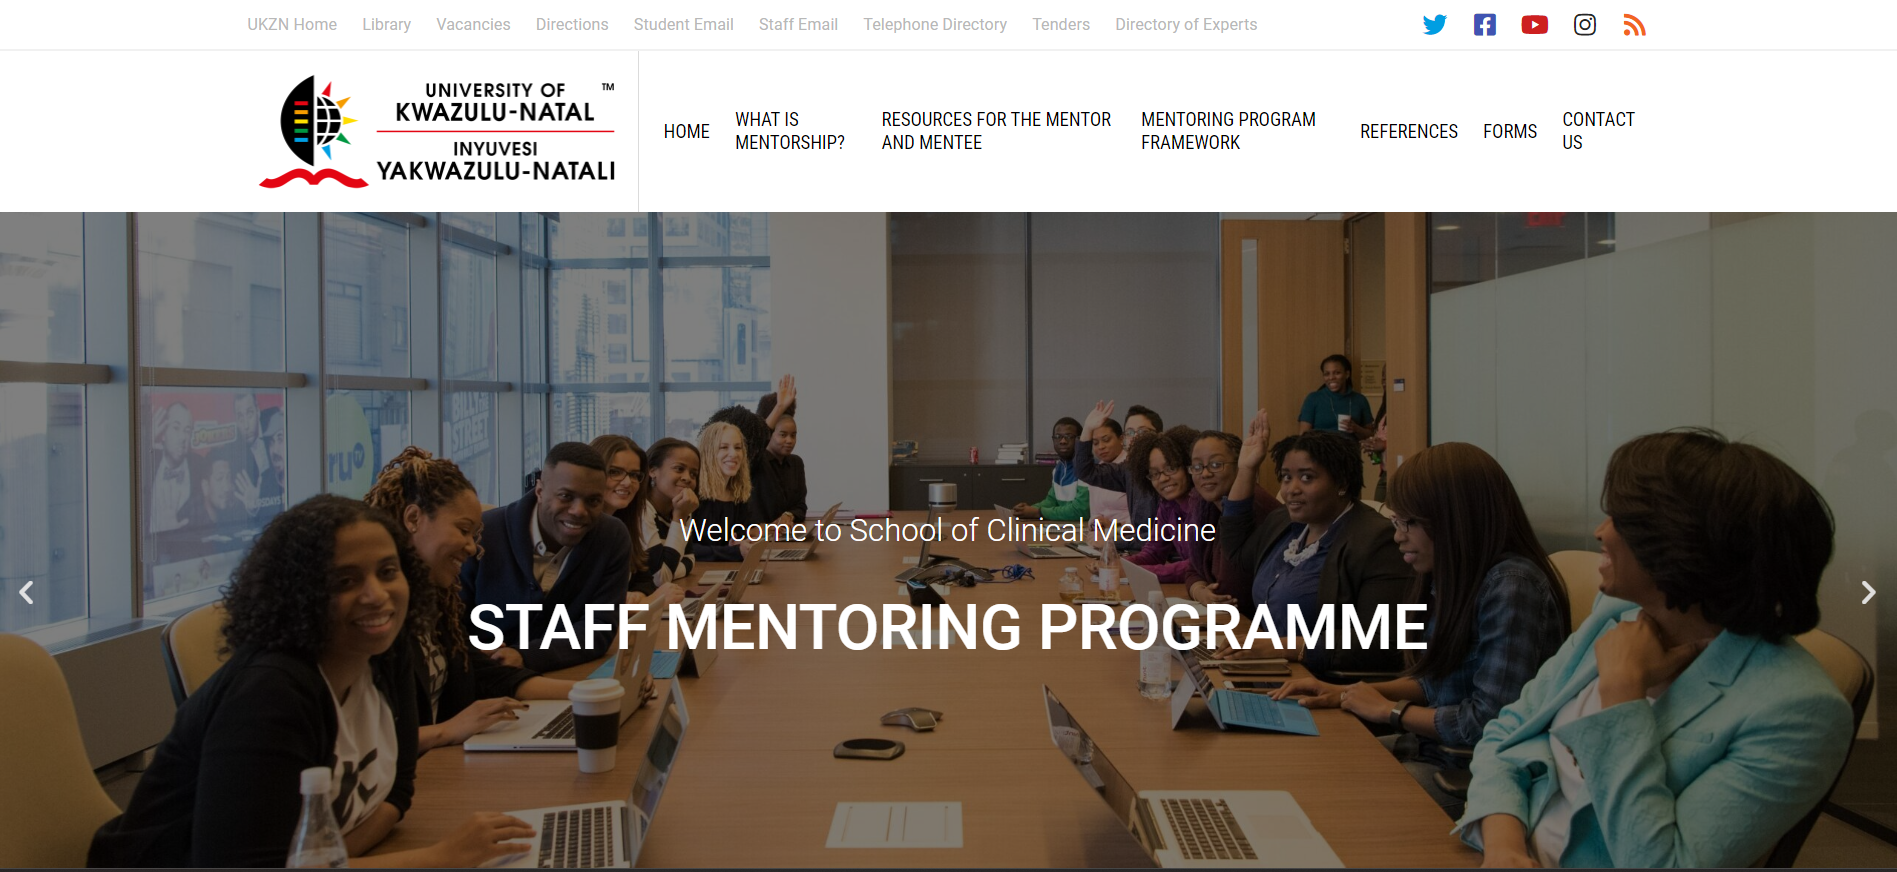 UKZN Home Library Vacancies Directions Student Email Staff Email Telephone Directory Tenders Directory of Experts
UNIVERSITY OF ™
KWAZULU-NATAL
INYUVESI
YAKWAZULU-NATALI
HOME
WHAT IS
MENTORSHIP?
RESOURCES FOR THE MENTOR
AND MENTEE
MENTORING PROGRAM
FRAMEWORK
REFERENCES
FORMS
CONTACT
US
Welcome to School of Clinical Medicine
STAFF MENTORING PROGRAMME